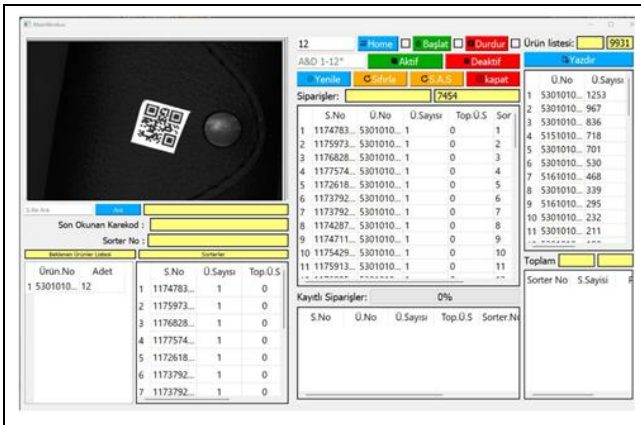 MainWindow
12 Home Başlat Durdur Ürün listesi: 9931
A&D 1-12* Aktif Deaktif Yazdır
Yenile Sıfırla S.A.S kapat
Siparişler: 7454
Ü.No Ü.Sayısı
1 5301010... 1253
2 5301010... 967
3 5301010... 836
4 5151010... 718
5 5301010... 701
6 5301010... 530
7 5161010... 468
8 5301010... 339
9 5161010... 295
10 5301010... 232
11 5301010... 211
S.No Ü.No Ü.Sayısı Top.Ü.S Sor
1 1174783... 5301010... 1 0 1
2 1175973... 5301010... 1 0 2
3 1176828... 5301010... 1 0 3
4 1177574... 5301010... 1 0 4
5 1172618... 5301010... 1 0 5
6 1173792... 5301010... 1 0 6
7 1173792... 5301010... 1 0 7
8 1174287... 5301010... 1 0 8
9 1174711... 5301010... 1 0 9
10 1175429... 5301010... 1 0 10
11 1175913... 5301010... 1 0 11
S.No Ara Ara
Son Okunan Karekod :
Sorter No :
Beklenen Ürünler Listesi Sorterler
Ürün.No Adet
1 5301010... 12
S.No Ü.Sayısı Top.Ü.S
1 1174783... 1 0
2 1175973... 1 0
3 1176828... 1 0
4 1177574... 1 0
5 1172618... 1 0
6 1173792... 1 0
7 1173792... 1 0
Kayıtlı Siparişler: 0%
S.No Ü.No Ü.Sayısı Top.Ü.S Sorter.No
Toplam
Sorter No S.Sayisi